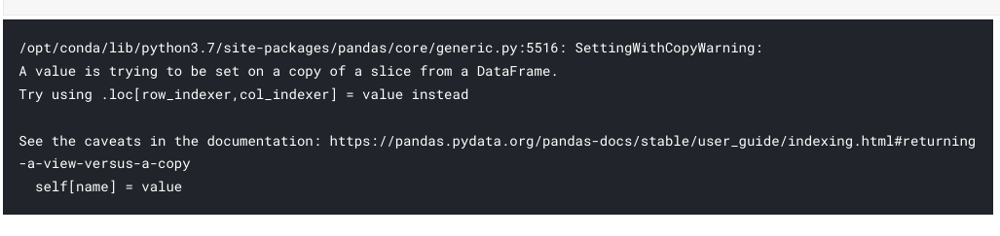 /opt/conda/lib/python3.7/site-packages/pandas/core/generic.py:5516: SettingWithCopyWarning:
A value is trying to be set on a copy of a slice from a DataFrame.
Try using .loc[row_indexer,col_indexer] = value instead

See the caveats in the documentation: https://pandas.pydata.org/pandas-docs/stable/user_guide/indexing.html#returning
-a-view-versus-a-copy
  self[name] = value